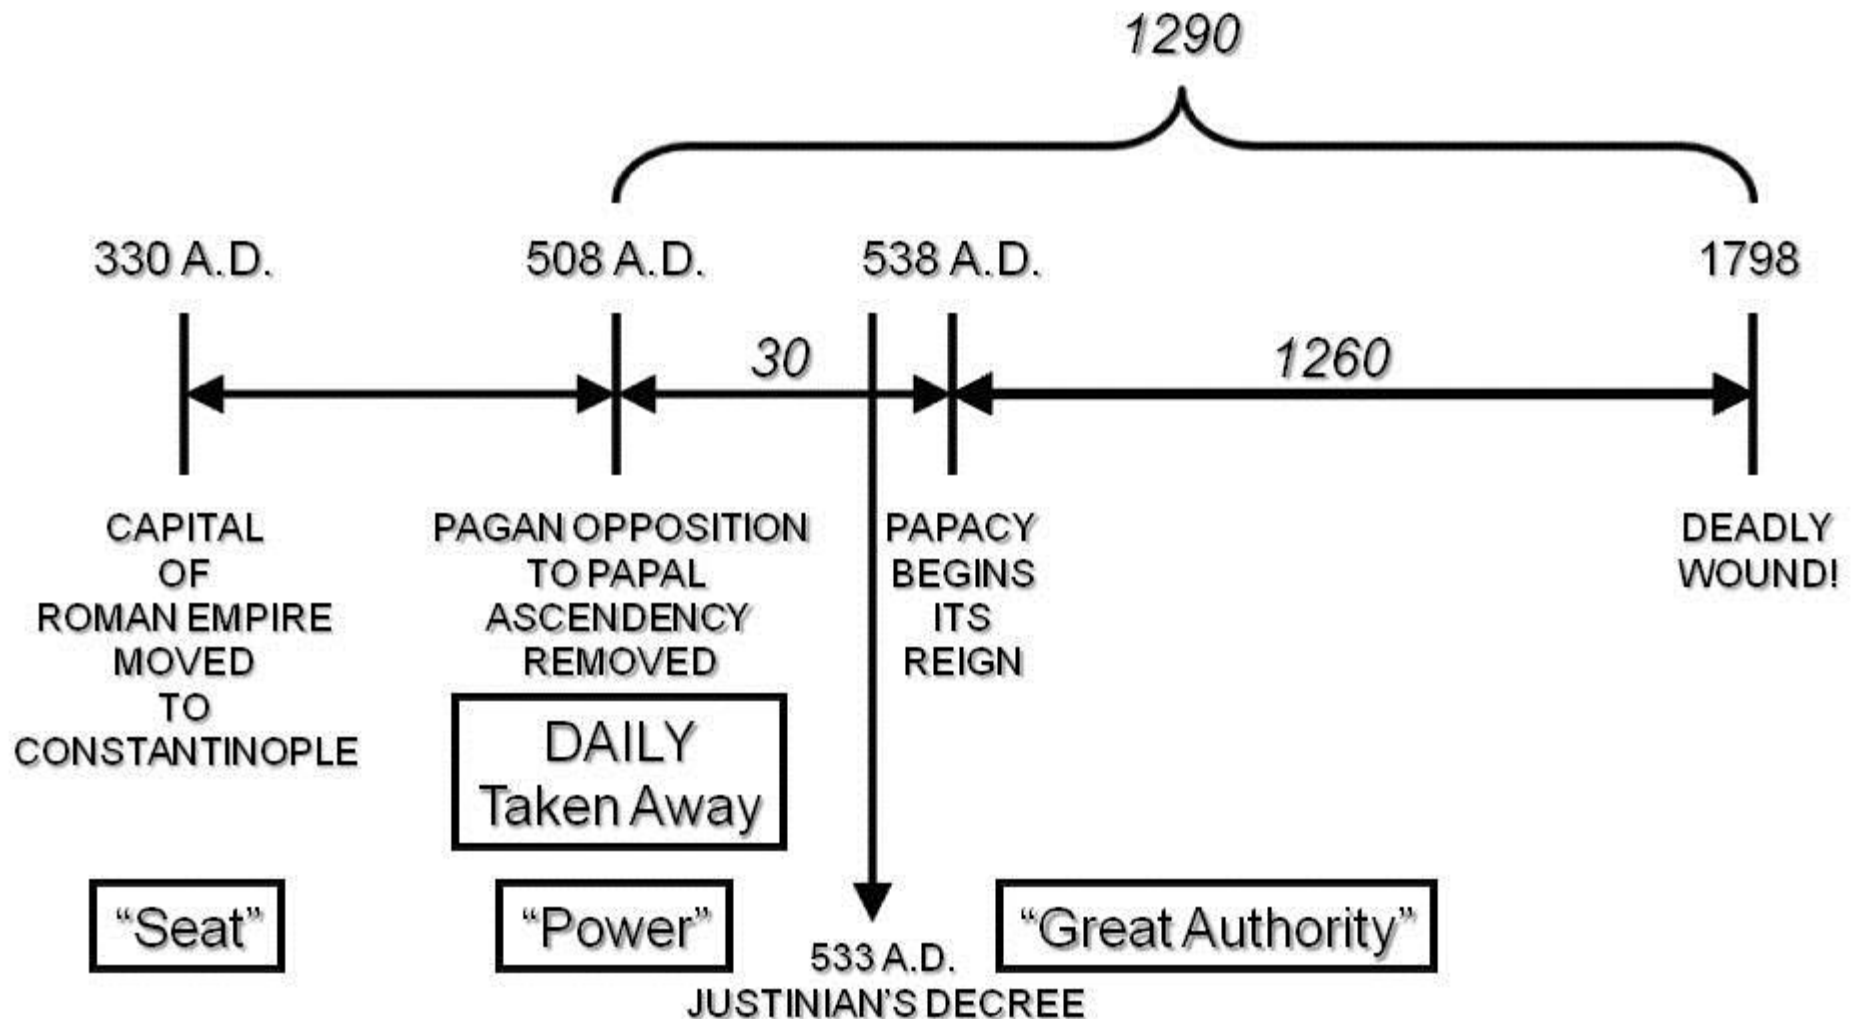 1290
330 A.D.
508 A.D.
538 A.D.
1798
30
1260
CAPITAL
OF
ROMAN EMPIRE
MOVED
TO
CONSTANTINOPLE
PAGAN OPPOSITION
TO PAPAL
ASCENDENCY
REMOVED
DAILY
Taken Away
PAPACY
BEGINS
ITS
REIGN
DEADLY
WOUND!
“Seat”
“Power”
533 A.D.
JUSTINIAN’S DECREE
“Great Authority”